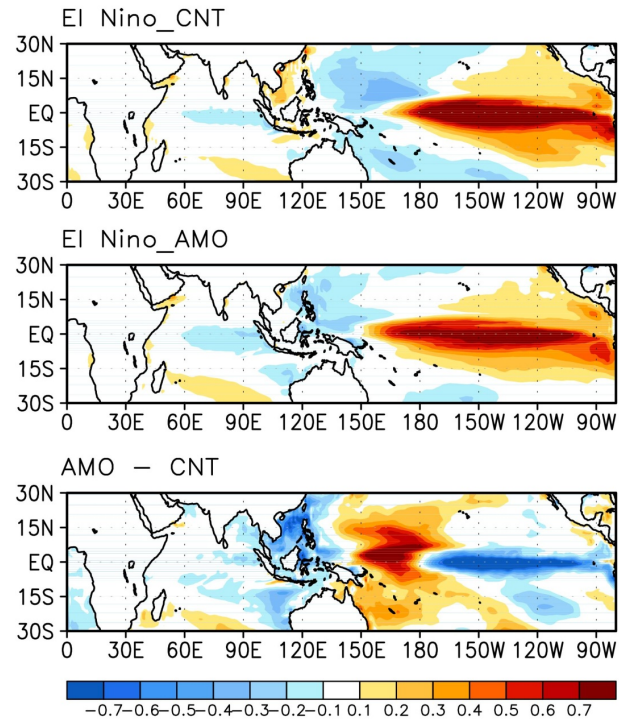 El Nino_CNT
30N
15N
EQ
15S
30S
0 30E 60E 90E 120E 150E 180 150W 120W 90W
El Nino_AMO
30N
15N
EQ
15S
30S
0 30E 60E 90E 120E 150E 180 150W 120W 90W
AMO – CNT
30N
15N
EQ
15S
30S
0 30E 60E 90E 120E 150E 180 150W 120W 90W
-0.7-0.6-0.5-0.4-0.3-0.2-0.1 0.1 0.2 0.3 0.4 0.5 0.6 0.7